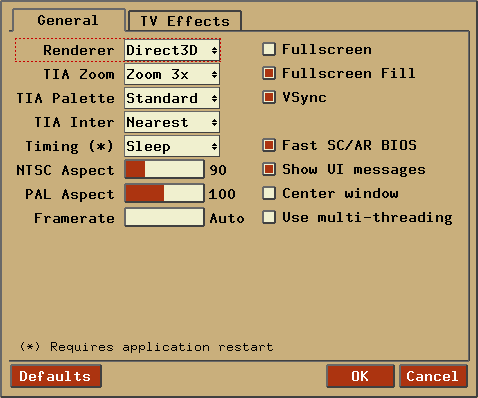 General TV Effects
Renderer Direct3D Fullscreen
TIA Zoom Zoom 3x Fullscreen Fill
TIA Palette Standard VSync
TIA Inter Nearest
Timing (*) Sleep Fast SC/AR BIOS
NTSC Aspect 90 Show UI messages
PAL Aspect 100 Center window
Framerate Auto Use multi-threading
(*) Requires application restart
Defaults OK Cancel